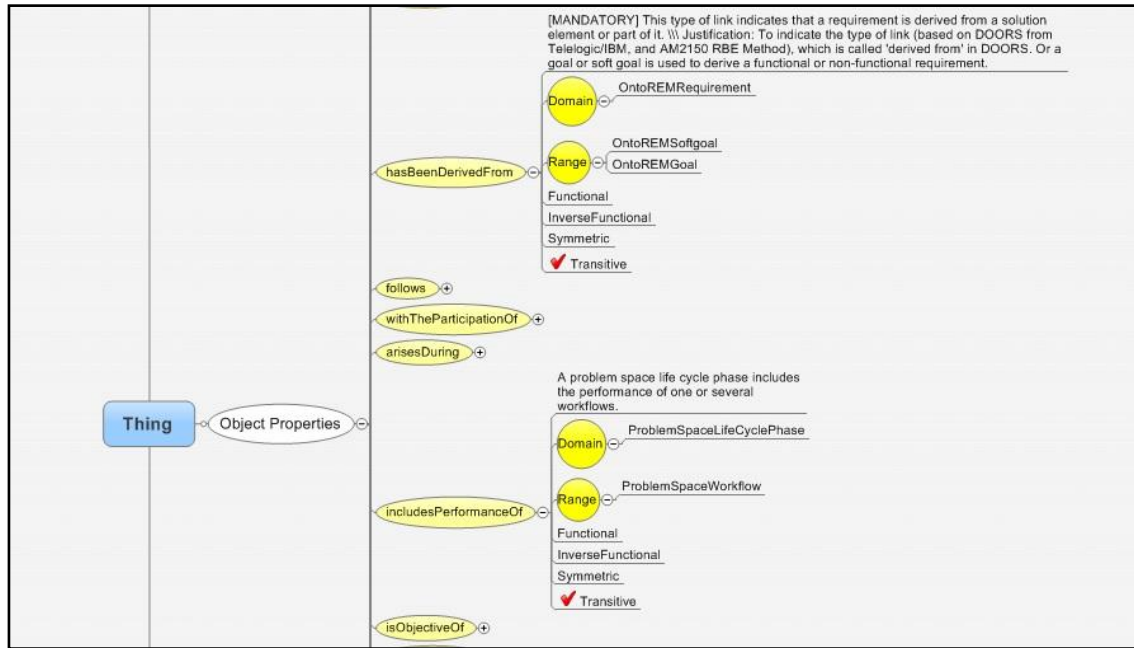 [MANDATORY] This type of link indicates that a requirement is derived from a solution
element or part of it. \\\ Justification: To indicate the type of link (based on DOORS from
Telelogic/IBM, and AM2150 RBE Method), which is called 'derived from' in DOORS. Or a
goal or soft goal is used to derive a functional or non-functional requirement.
Domain
OntoREMRequirement
hasBeenDerivedFrom
Range
OntoREMSoftgoal
OntoREMGoal
Functional
InverseFunctional
Symmetric
Transitive
follows
withTheParticipationOf
arisesDuring
Thing
Object Properties
A problem space life cycle phase includes
the performance of one or several
workflows.
Domain
ProblemSpaceLifeCyclePhase
includesPerformanceOf
Range
ProblemSpaceWorkflow
Functional
InverseFunctional
Symmetric
Transitive
isObjectiveOf